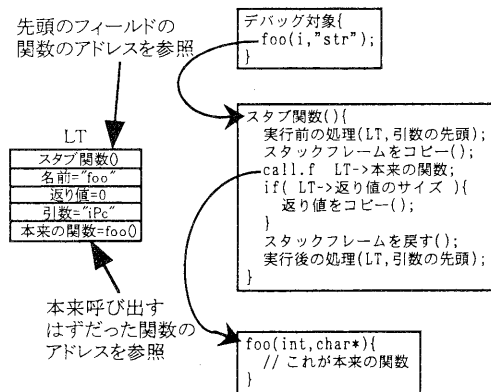 先頭のフィールドの
関数のアドレスを参照
LT
スタブ関数()
名前="foo"
返り値=0
引数="iPc"
本来の関数=foo()
本来呼び出す
はずだった関数の
アドレスを参照
デバッグ対象{
foo(i,"str");
}
スタブ関数(){
実行前の処理(LT,引数の先頭);
スタックフレームをコピー();
call.f LT->本来の関数;
if( LT->返り値のサイズ ){
返り値をコピー();
}
スタックフレームを戻す();
実行後の処理(LT,引数の先頭);
}
foo(int,char*){
// これが本来の関数
}